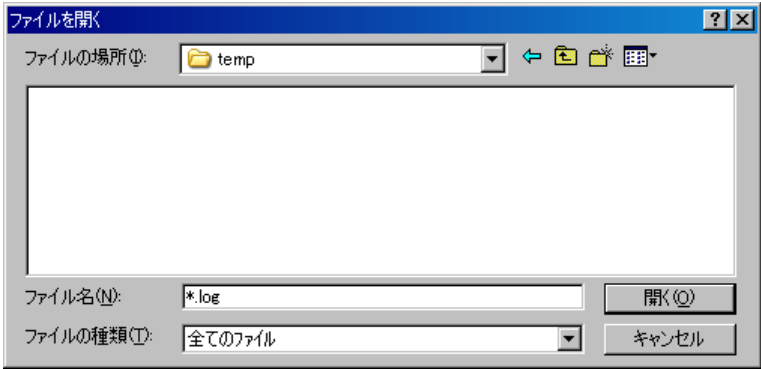 ファイルを開く
ファイルの場所(I): temp
ファイル名(N): *.log 開く(O)
ファイルの種類(T): 全てのファイル キャンセル